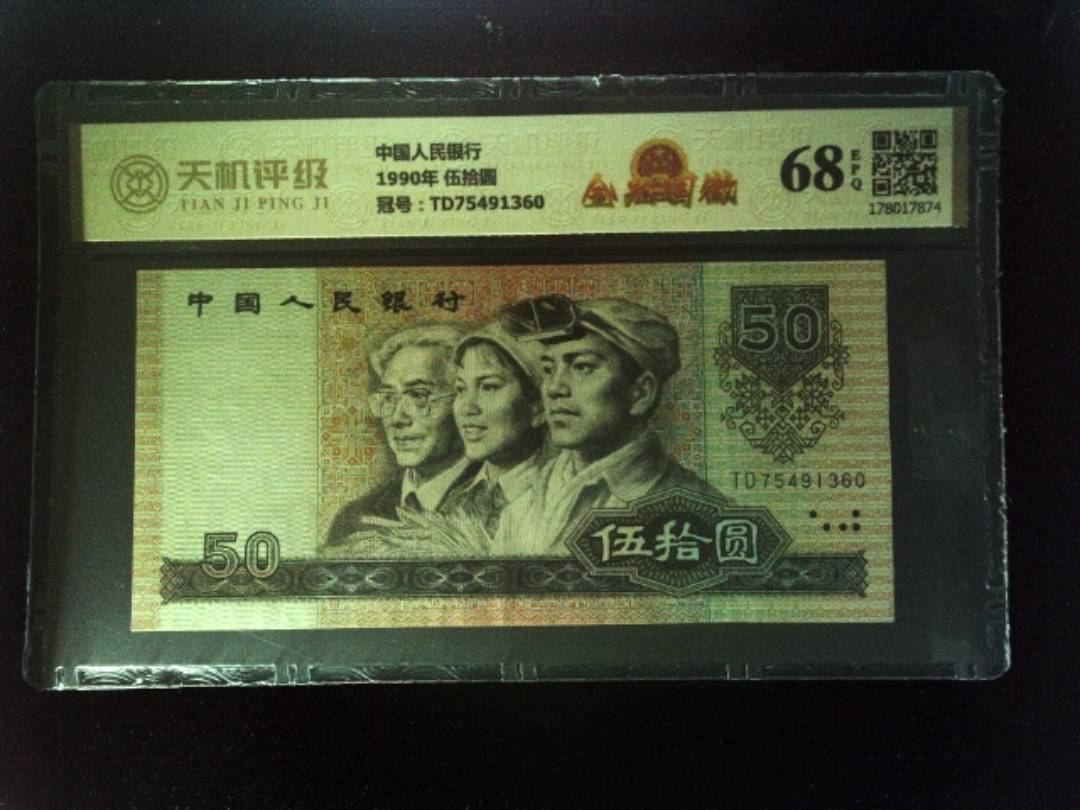 天机评级
TIAN JI PING JI
中国人民银行
1990年 伍拾圆
冠号：TD75491360
国徽
68
EPQ
178017874
中国人民银行
50
TD75491360
50
伍拾圆